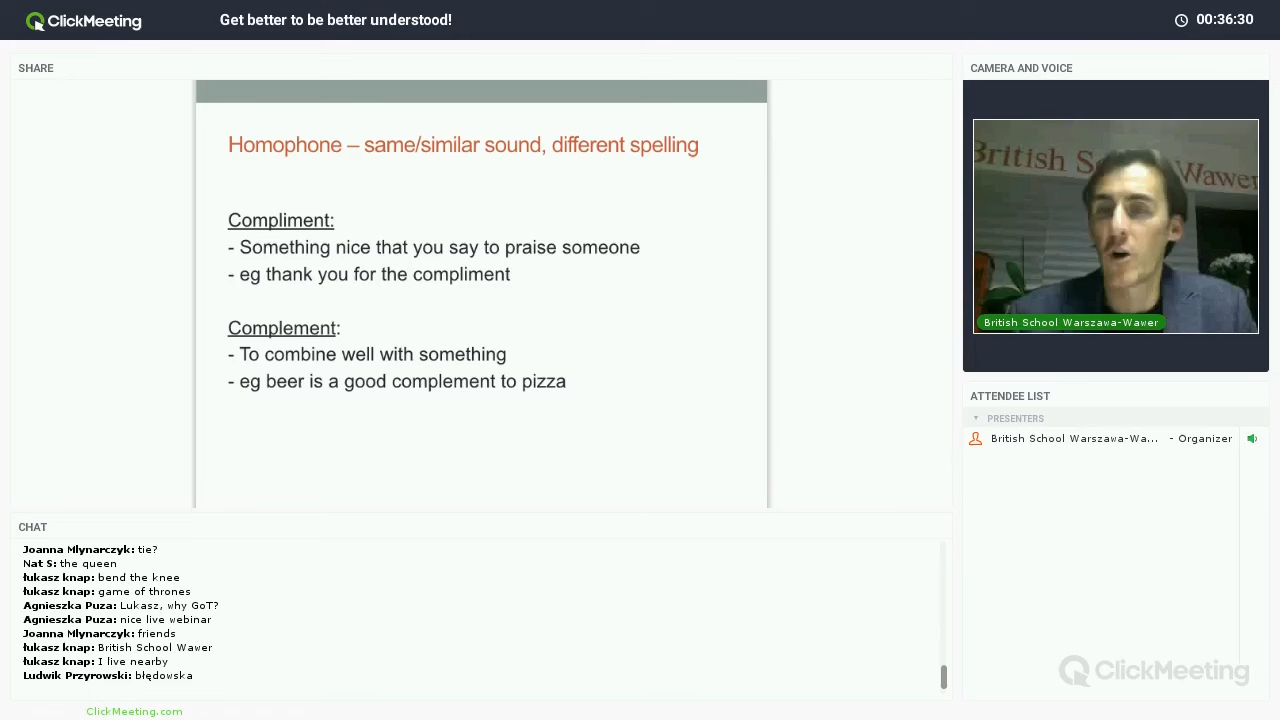 ClickMeeting
Get better to be better understood!
00:36:30
SHARE
CAMERA AND VOICE
Homophone – same/similar sound, different spelling
Compliment:
- Something nice that you say to praise someone
- eg thank you for the compliment
Complement:
- To combine well with something
- eg beer is a good complement to pizza
British S Wawer
British School Warszawa-Wawer
ATTENDEE LIST
PRESENTERS
British School Warszawa-Wa... - Organizer
CHAT
Joanna Mlynarczyk: tie?
Nat S: the queen
łukasz knap: bend the knee
łukasz knap: game of thrones
Agnieszka Puza: Lukasz, why GoT?
Agnieszka Puza: nice live webinar
Joanna Mlynarczyk: friends
łukasz knap: British School Wawer
łukasz knap: I live nearby
Ludwik Przyrowski: błędowska
ClickMeeting
ClickMeeting.com